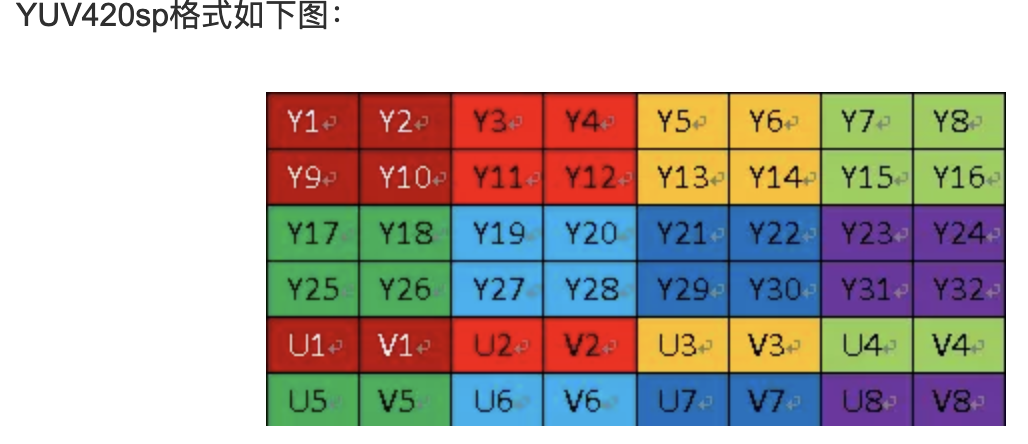 YUV420sp格式如下图：
Y1 Y2 Y3 Y4 Y5 Y6 Y7 Y8
Y9 Y10 Y11 Y12 Y13 Y14 Y15 Y16
Y17 Y18 Y19 Y20 Y21 Y22 Y23 Y24
Y25 Y26 Y27 Y28 Y29 Y30 Y31 Y32
U1 V1 U2 V2 U3 V3 U4 V4
U5 V5 U6 V6 U7 V7 U8 V8